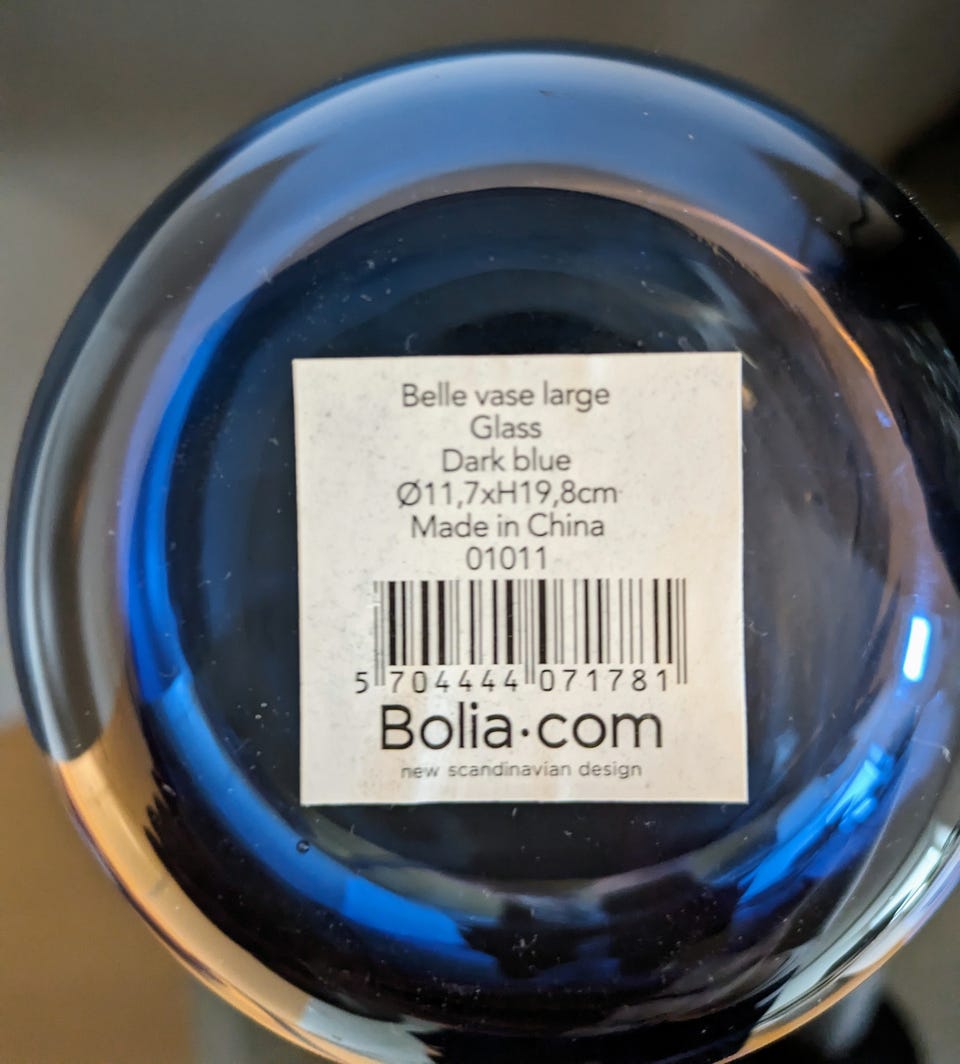 Belle vase large
Glass
Dark blue
Ø11,7xH19,8cm
Made in China
01011
5 704444 071781
Bolia.com
new scandinavian design